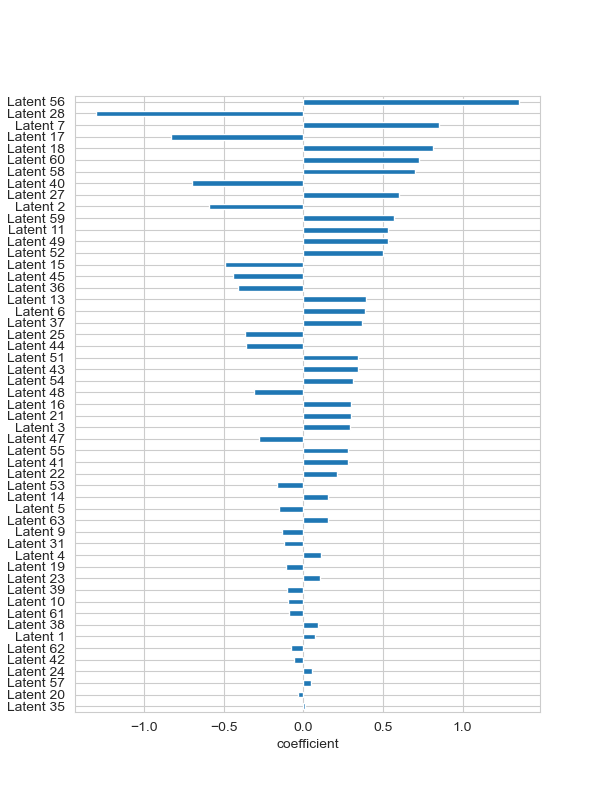 Latent 56
Latent 28
Latent 7
Latent 17
Latent 18
Latent 60
Latent 58
Latent 40
Latent 27
Latent 2
Latent 59
Latent 11
Latent 49
Latent 52
Latent 15
Latent 45
Latent 36
Latent 13
Latent 6
Latent 37
Latent 25
Latent 44
Latent 51
Latent 43
Latent 54
Latent 48
Latent 16
Latent 21
Latent 3
Latent 47
Latent 55
Latent 41
Latent 22
Latent 53
Latent 14
Latent 5
Latent 63
Latent 9
Latent 31
Latent 4
Latent 19
Latent 23
Latent 39
Latent 10
Latent 61
Latent 38
Latent 1
Latent 62
Latent 42
Latent 24
Latent 57
Latent 20
Latent 35
−1.0 −0.5 0.0 0.5 1.0
coefficient